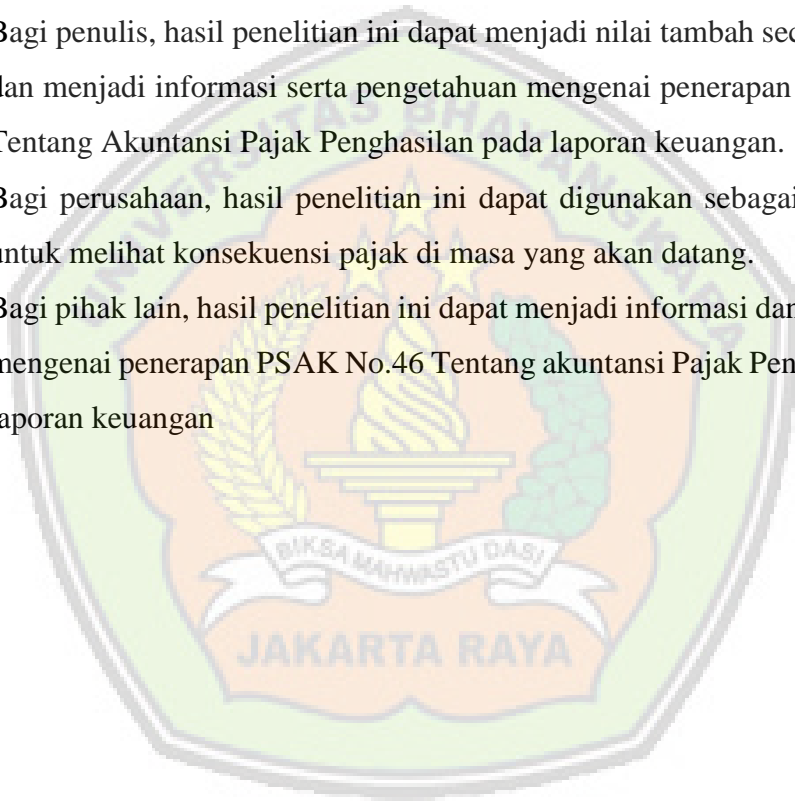 Bagi penulis, hasil penelitian ini dapat menjadi nilai tambah
dan menjadi informasi serta pengetahuan mengenai penerapan
Tentang Akuntansi Pajak Penghasilan pada laporan keuangan.
Bagi perusahaan, hasil penelitian ini dapat digunakan sebagai
untuk melihat konsekuensi pajak di masa yang akan datang.
Bagi pihak lain, hasil penelitian ini dapat menjadi informasi dan
mengenai penerapan PSAK No.46 Tentang akuntansi Pajak
laporan keuangan
UNIVERSITAS BHAYANGKARA
BIKSA MAHWASTU DASI
JAKARTA RAYA